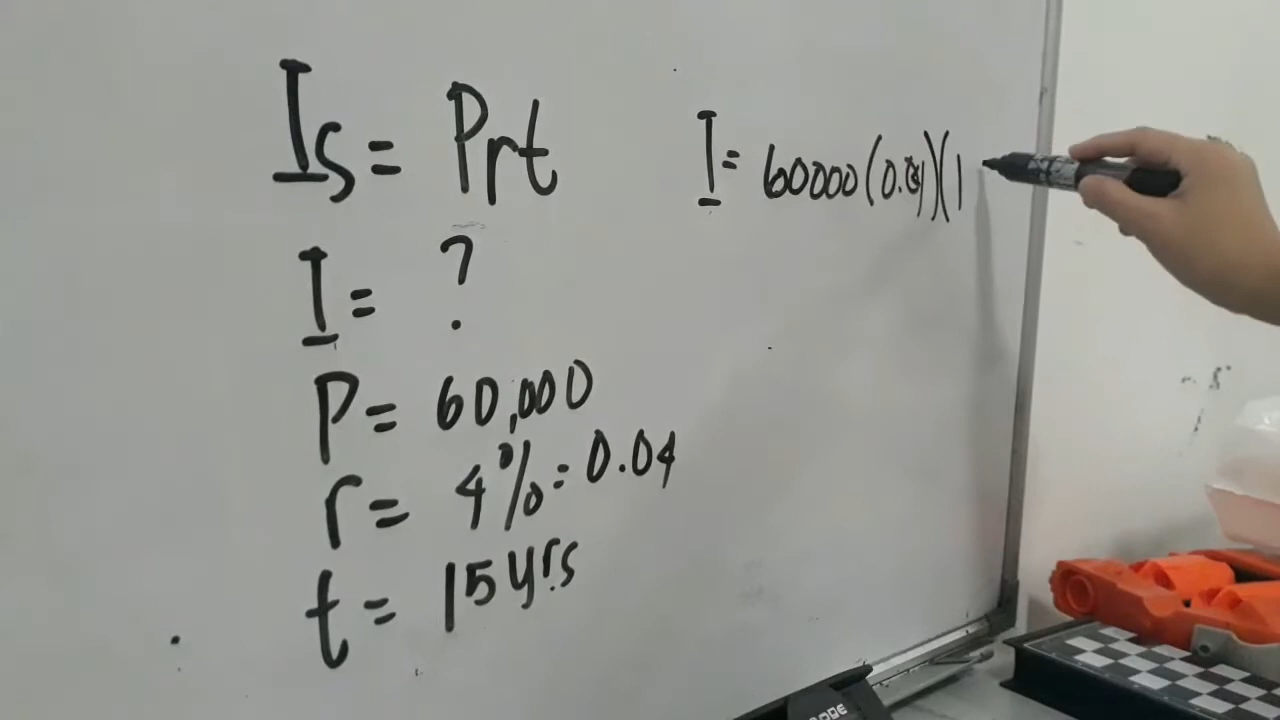 Is = Prt
I = ?
P = 60,000
r = 4% = 0.04
t = 15 yrs
I = 60000(0.04)(1